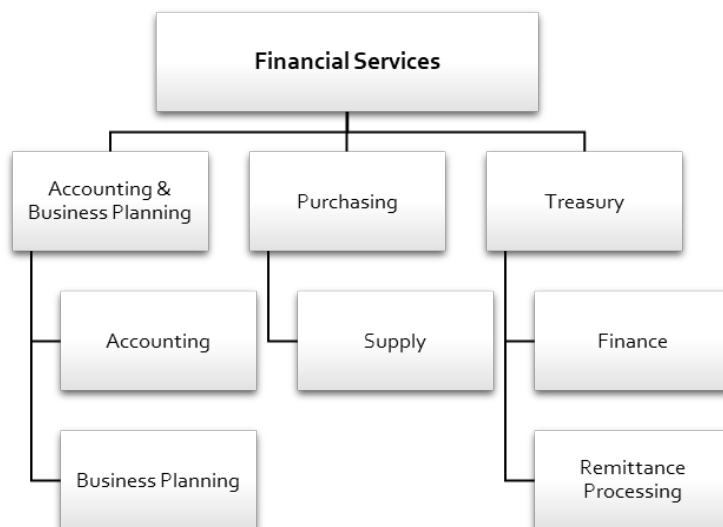 Financial Services
Accounting &
Business Planning
Purchasing
Treasury
Accounting
Supply
Finance
Business Planning
Remittance
Processing